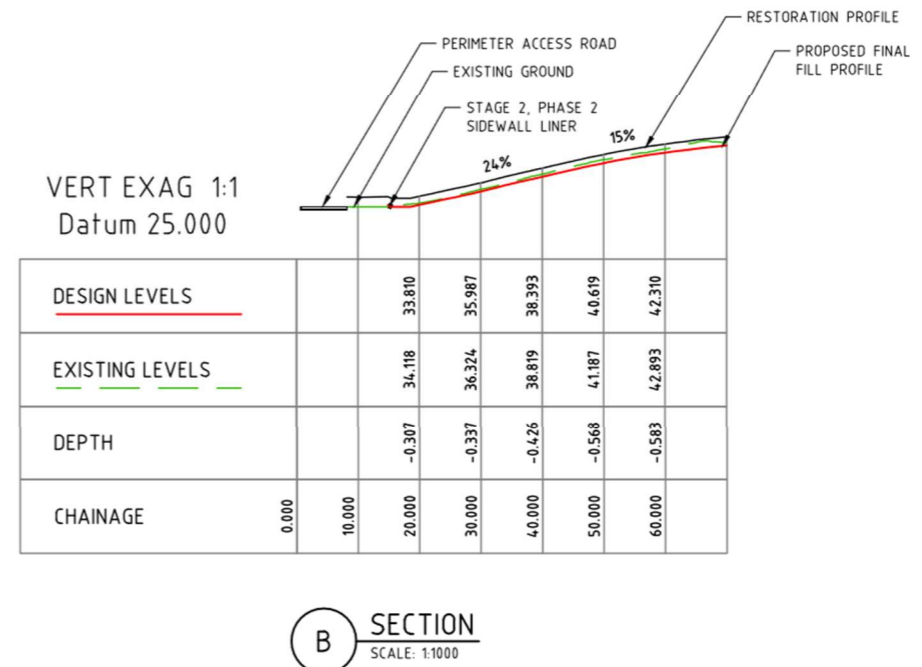 RESTORATION PROFILE
PERIMETER ACCESS ROAD
PROPOSED FINAL
FILL PROFILE
EXISTING GROUND
STAGE 2, PHASE 2
SIDEWALL LINER
24%
15%
VERT EXAG 1:1
Datum 25.000
DESIGN LEVELS 33.810 35.987 38.393 40.619 42.310
EXISTING LEVELS 34.118 36.324 38.819 41.187 42.893
DEPTH -0.307 -0.337 -0.426 -0.568 -0.583
CHAINAGE 0.000 10.000 20.000 30.000 40.000 50.000 60.000
B SECTION
SCALE: 1:1000